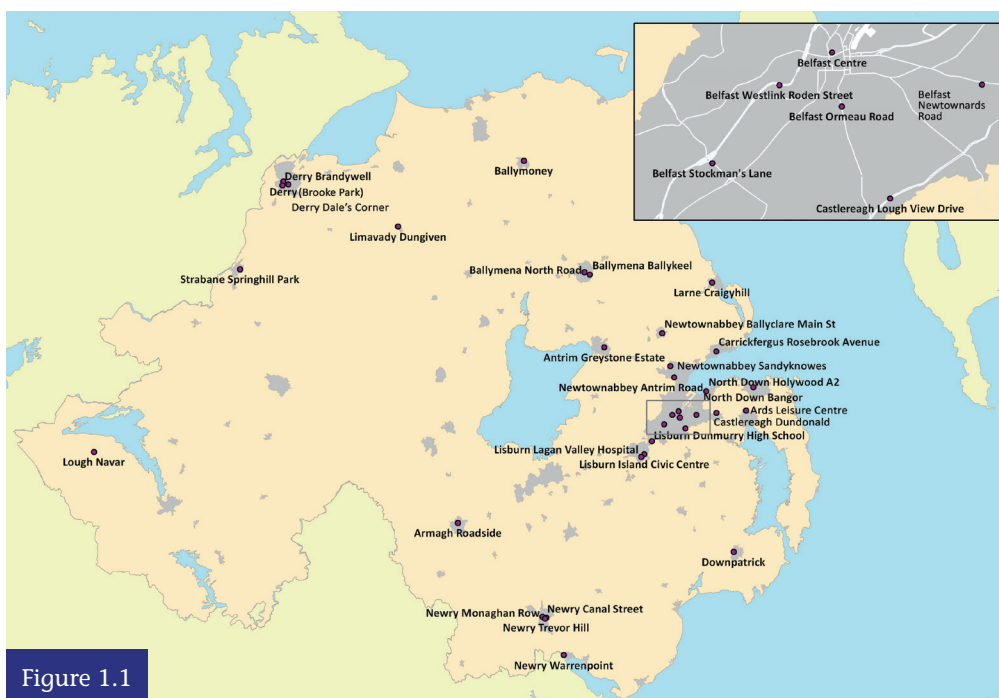 Belfast Centre
Belfast Westlink Roden Street
Belfast
Newtownards
Road
Belfast Ormeau Road
Belfast Stockman's Lane
Castlereagh Lough View Drive
Ballymoney
Derry Brandywell
Derry (Brooke Park)
Derry Dale's Corner
Limavady Dungiven
Strabane Springhill Park
Ballymena North Road
Ballymena Ballykeel
Larne Craigyhill
Newtownabbey Ballyclare Main St
Carrickfergus Rosebrook Avenue
Antrim Greystone Estate
Newtownabbey Sandyknowes
Newtownabbey Antrim Road
North Down Holywood A2
North Down Bangor
Ards Leisure Centre
Castlereagh Dundonald
Lisburn Dunmurry High School
Lisburn Lagan Valley Hospital
Lisburn Island Civic Centre
Lough Navar
Armagh Roadside
Downpatrick
Newry Monaghan Row
Newry Canal Street
Newry Trevor Hill
Newry Warrenpoint
Figure 1.1